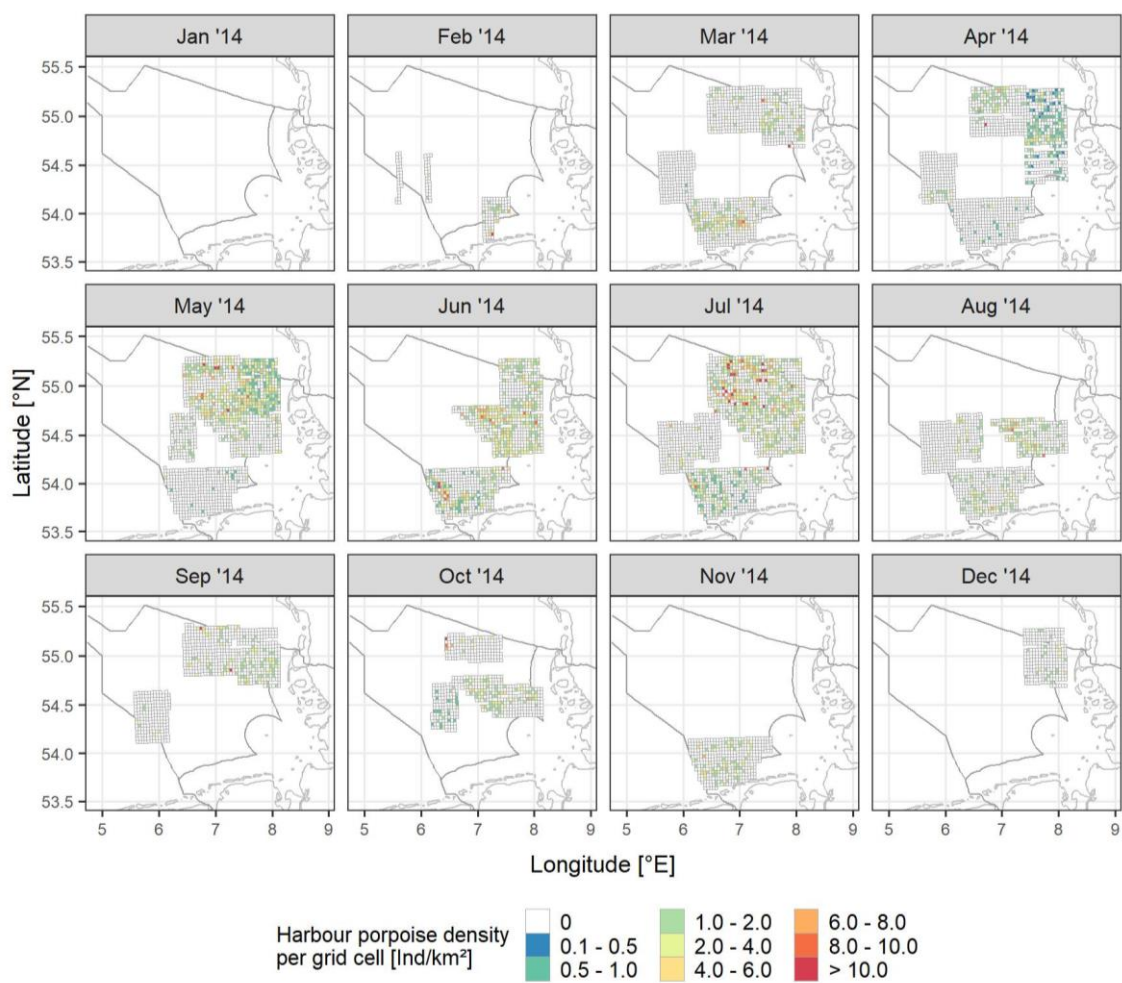 Jan '14 Feb '14 Mar '14 Apr '14
55.5
55.0
54.5
54.0
53.5
May '14 Jun '14 Jul '14 Aug '14
55.5
55.0
54.5
54.0
53.5
Sep '14 Oct '14 Nov '14 Dec '14
55.5
55.0
54.5
54.0
53.5
Latitude [°N]
5 6 7 8 9 5 6 7 8 9 5 6 7 8 9 5 6 7 8 9
Longitude [°E]
Harbour porpoise density
per grid cell [Ind/km²]
0
0.1 - 0.5
0.5 - 1.0
1.0 - 2.0
2.0 - 4.0
4.0 - 6.0
6.0 - 8.0
8.0 - 10.0
> 10.0